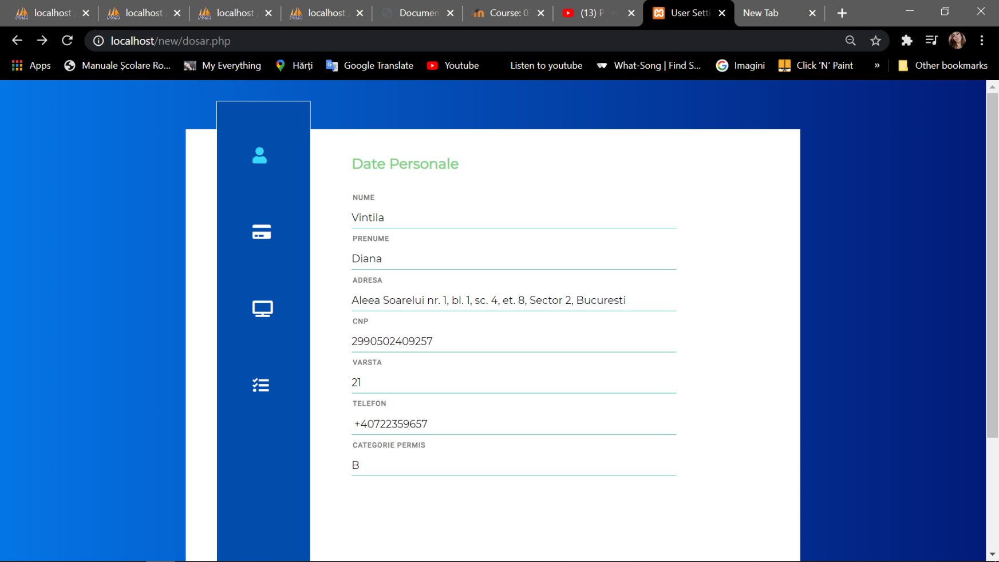 localhost /
localhost /
localhost /
localhost /
Documen
Course: 0
(13) P
User Setti
New Tab
localhost/new/dosar.php
Apps
Manuale Școlare Ro...
My Everything
Hărți
Google Translate
Youtube
Listen to youtube
What-Song | Find S...
Imagini
Click ‘N’ Paint
»
Other bookmarks
Date Personale
NUME
Vintila
PRENUME
Diana
ADRESA
Aleea Soarelui nr. 1, bl. 1, sc. 4, et. 8, Sector 2, Bucuresti
CNP
2990502409257
VARSTA
21
TELEFON
+40722359657
CATEGORIE PERMIS
B